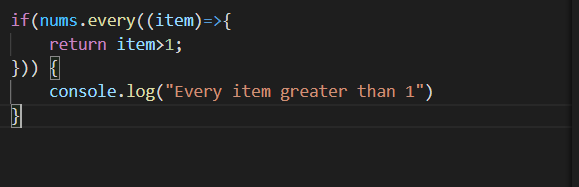 if(nums.every((item)=>{
    return item>1;
})) {
    console.log("Every item greater than 1")
}